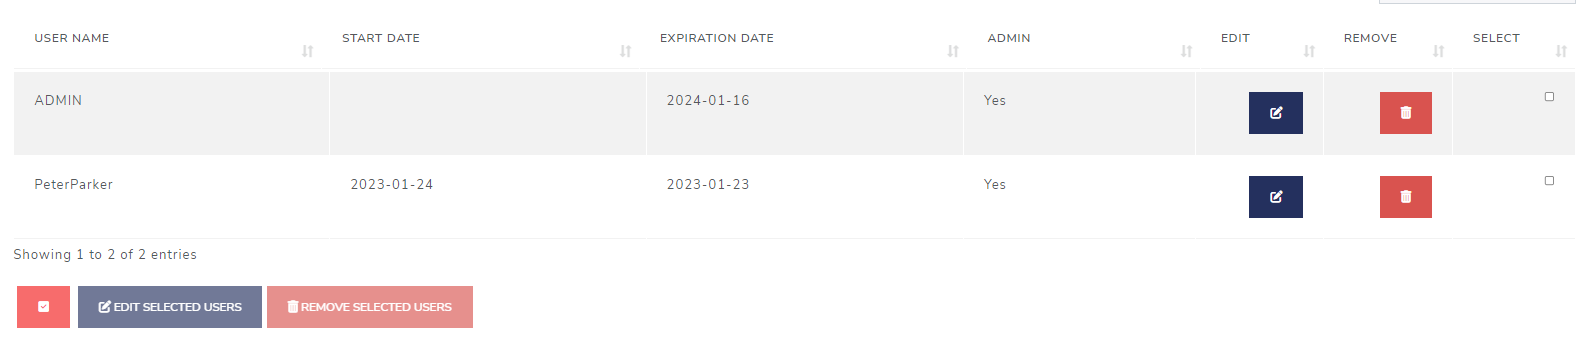 USER NAME START DATE EXPIRATION DATE ADMIN EDIT REMOVE SELECT
ADMIN 2024-01-16 Yes
PeterParker 2023-01-24 2023-01-23 Yes
Showing 1 to 2 of 2 entries
EDIT SELECTED USERS REMOVE SELECTED USERS